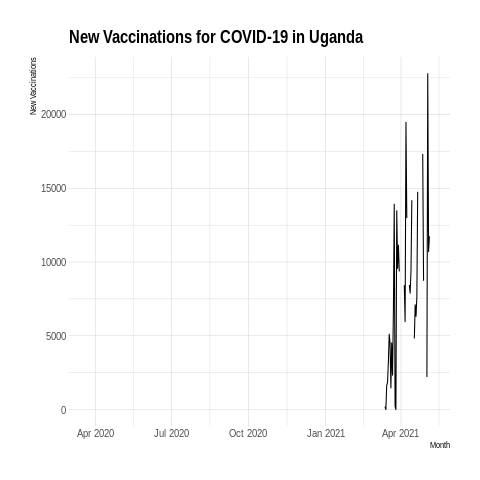 New Vaccinations for COVID-19 in Uganda
New Vaccinations
20000
15000
10000
5000
0
Apr 2020 Jul 2020 Oct 2020 Jan 2021 Apr 2021
Month